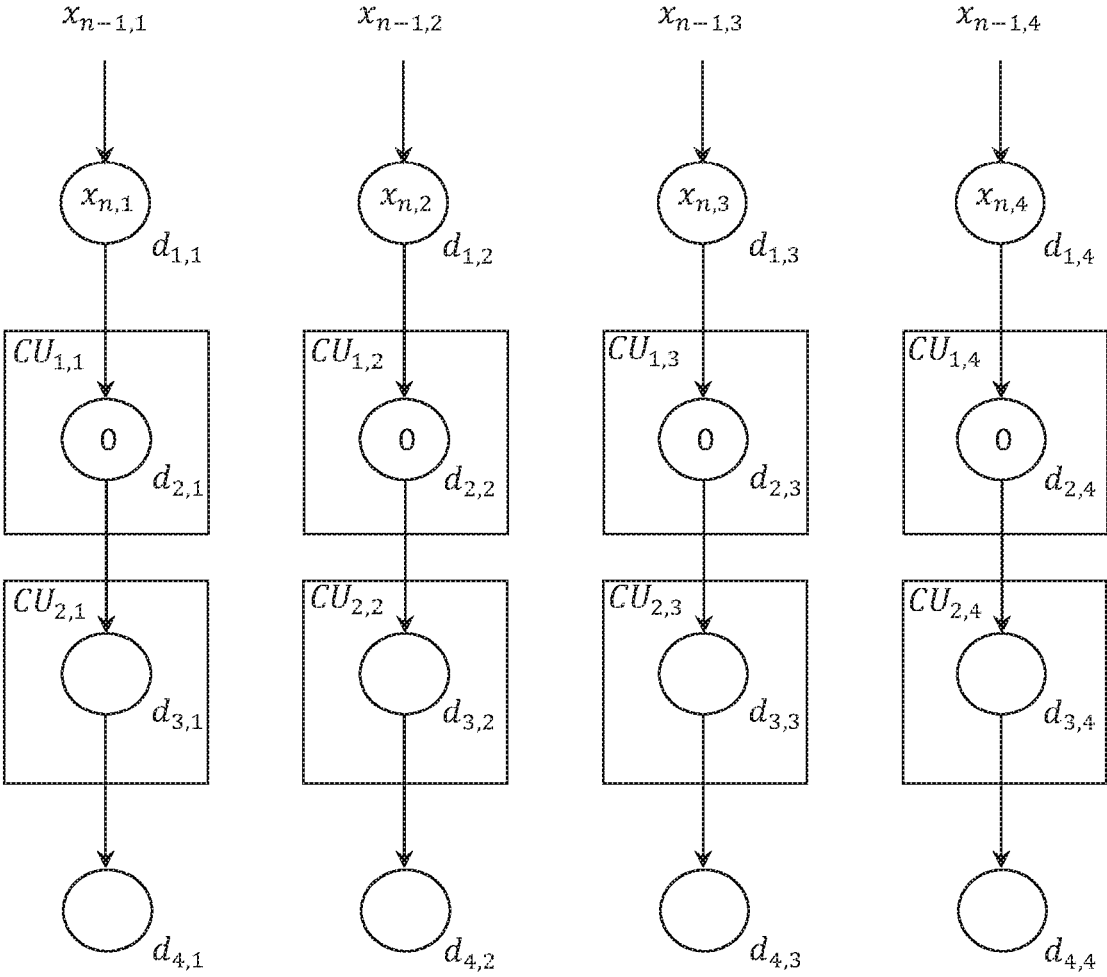 x_{n−1,1} x_{n−1,2} x_{n−1,3} x_{n−1,4}
x_{n,1} x_{n,2} x_{n,3} x_{n,4}
d_{1,1} d_{1,2} d_{1,3} d_{1,4}
CU_{1,1} CU_{1,2} CU_{1,3} CU_{1,4}
0 0 0 0
d_{2,1} d_{2,2} d_{2,3} d_{2,4}
CU_{2,1} CU_{2,2} CU_{2,3} CU_{2,4}
d_{3,1} d_{3,2} d_{3,3} d_{3,4}
d_{4,1} d_{4,2} d_{4,3} d_{4,4}